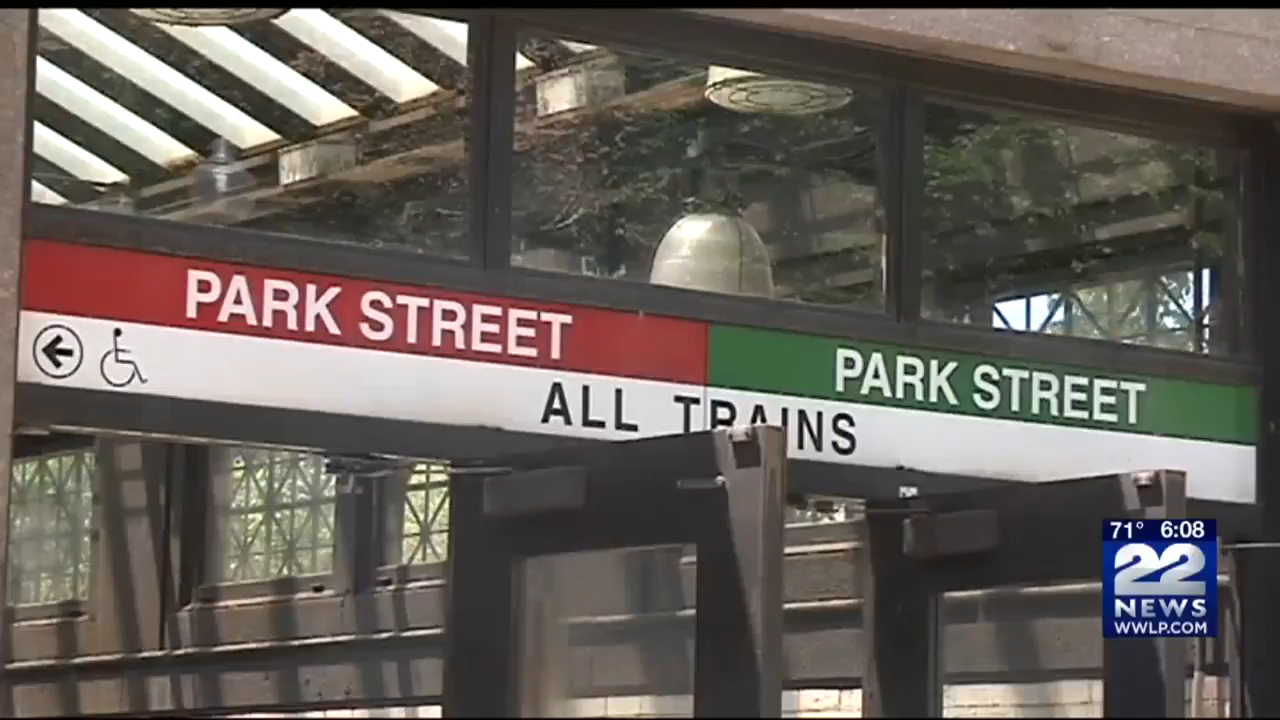 PARK STREET
PARK STREET
ALL TRAINS
71° 6:08
22
NEWS
WWLP.COM